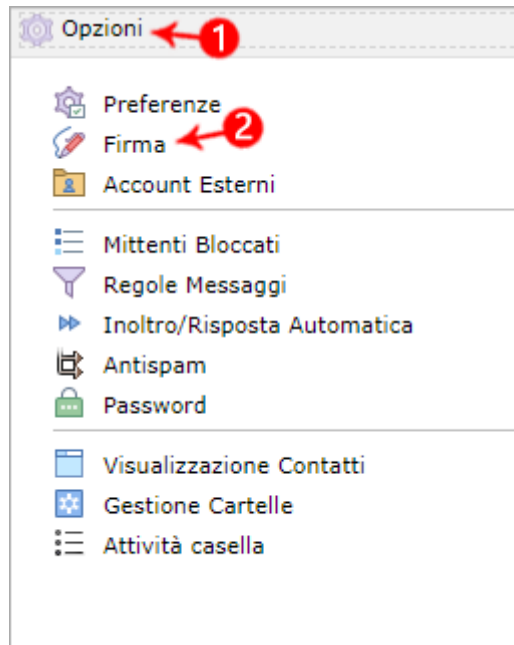 Opzioni 1
Preferenze
Firma 2
Account Esterni
Mittenti Bloccati
Regole Messaggi
Inoltro/Risposta Automatica
Antispam
Password
Visualizzazione Contatti
Gestione Cartelle
Attività casella